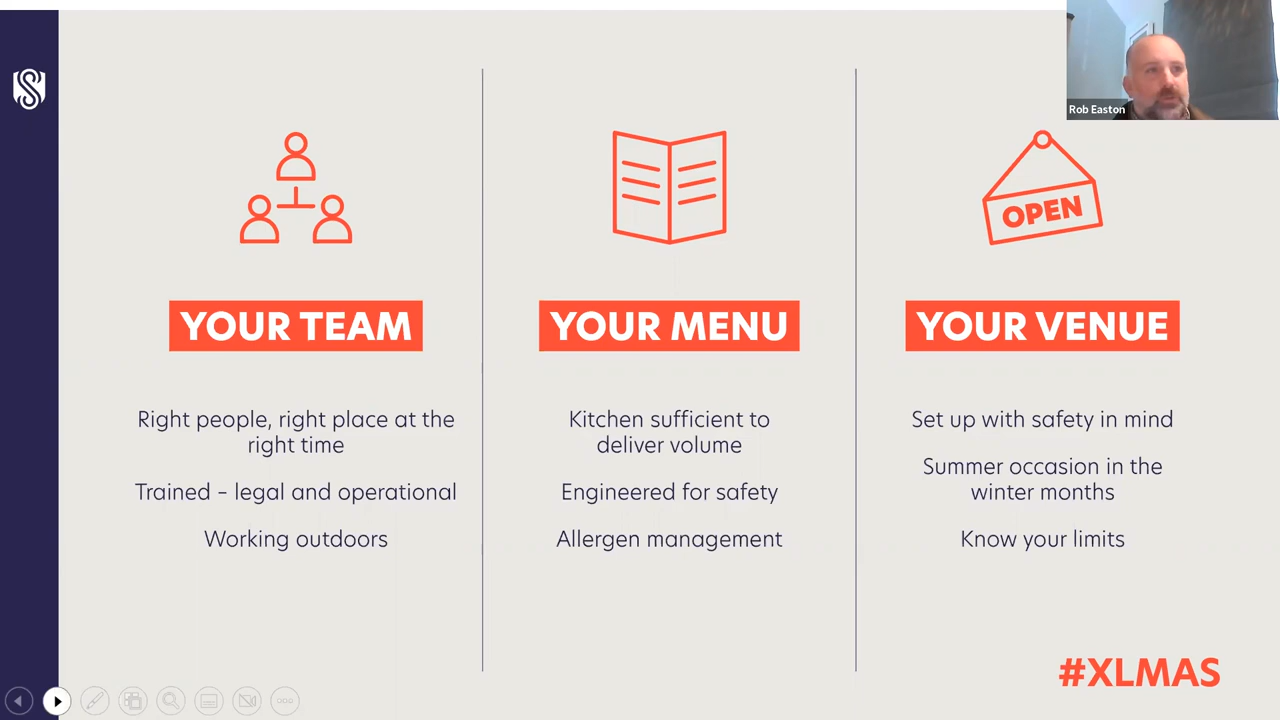 Rob Easton
OPEN
YOUR TEAM
Right people, right place at the
right time
Trained – legal and operational
Working outdoors
YOUR MENU
Kitchen sufficient to
deliver volume
Engineered for safety
Allergen management
YOUR VENUE
Set up with safety in mind
Summer occasion in the
winter months
Know your limits
#XLMAS